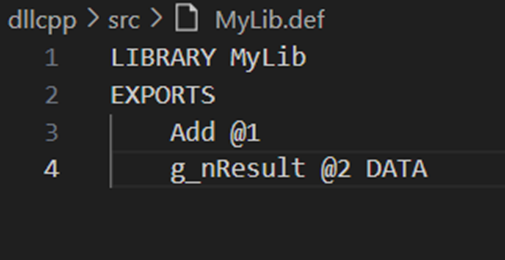 dllcpp > src > MyLib.def
1 LIBRARY MyLib
2 EXPORTS
3 Add @1
4 g_nResult @2 DATA